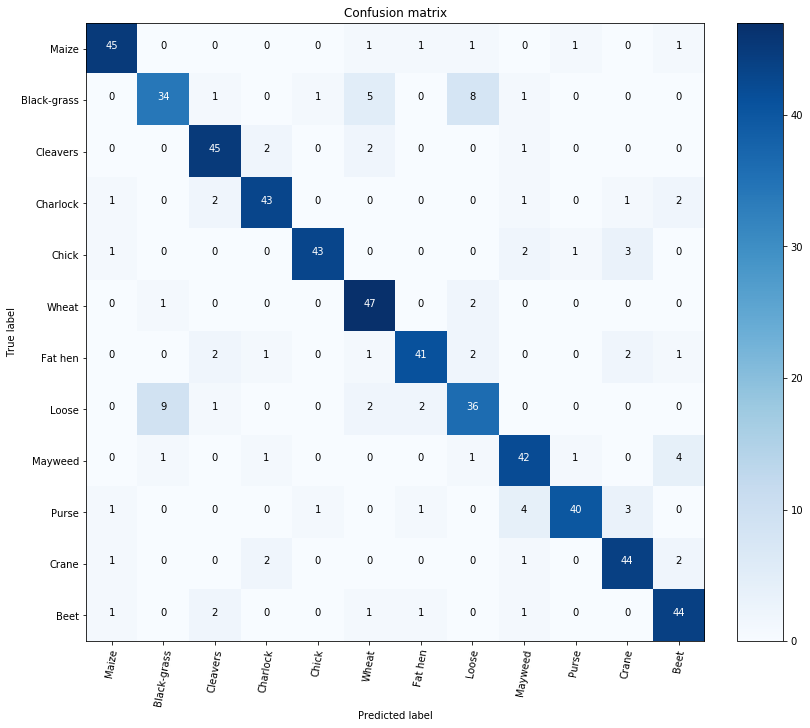 Confusion matrix
Maize 45 0 0 0 0 1 1 1 0 1 0 1
Black-grass 0 34 1 0 1 5 0 8 1 0 0 0
Cleavers 0 0 45 2 0 2 0 0 1 0 0 0
Charlock 1 0 2 43 0 0 0 0 1 0 1 2
Chick 1 0 0 0 43 0 0 0 2 1 3 0
Wheat 0 1 0 0 0 47 0 2 0 0 0 0
Fat hen 0 0 2 1 0 1 41 2 0 0 2 1
Loose 0 9 1 0 0 2 2 36 0 0 0 0
Mayweed 0 1 0 1 0 0 0 1 42 1 0 4
Purse 1 0 0 0 1 0 1 0 4 40 3 0
Crane 1 0 0 2 0 0 0 0 1 0 44 2
Beet 1 0 2 0 0 1 1 0 1 0 0 44
Maize Black-grass Cleavers Charlock Chick Wheat Fat hen Loose Mayweed Purse Crane Beet
True label
Predicted label
40
30
20
10
0